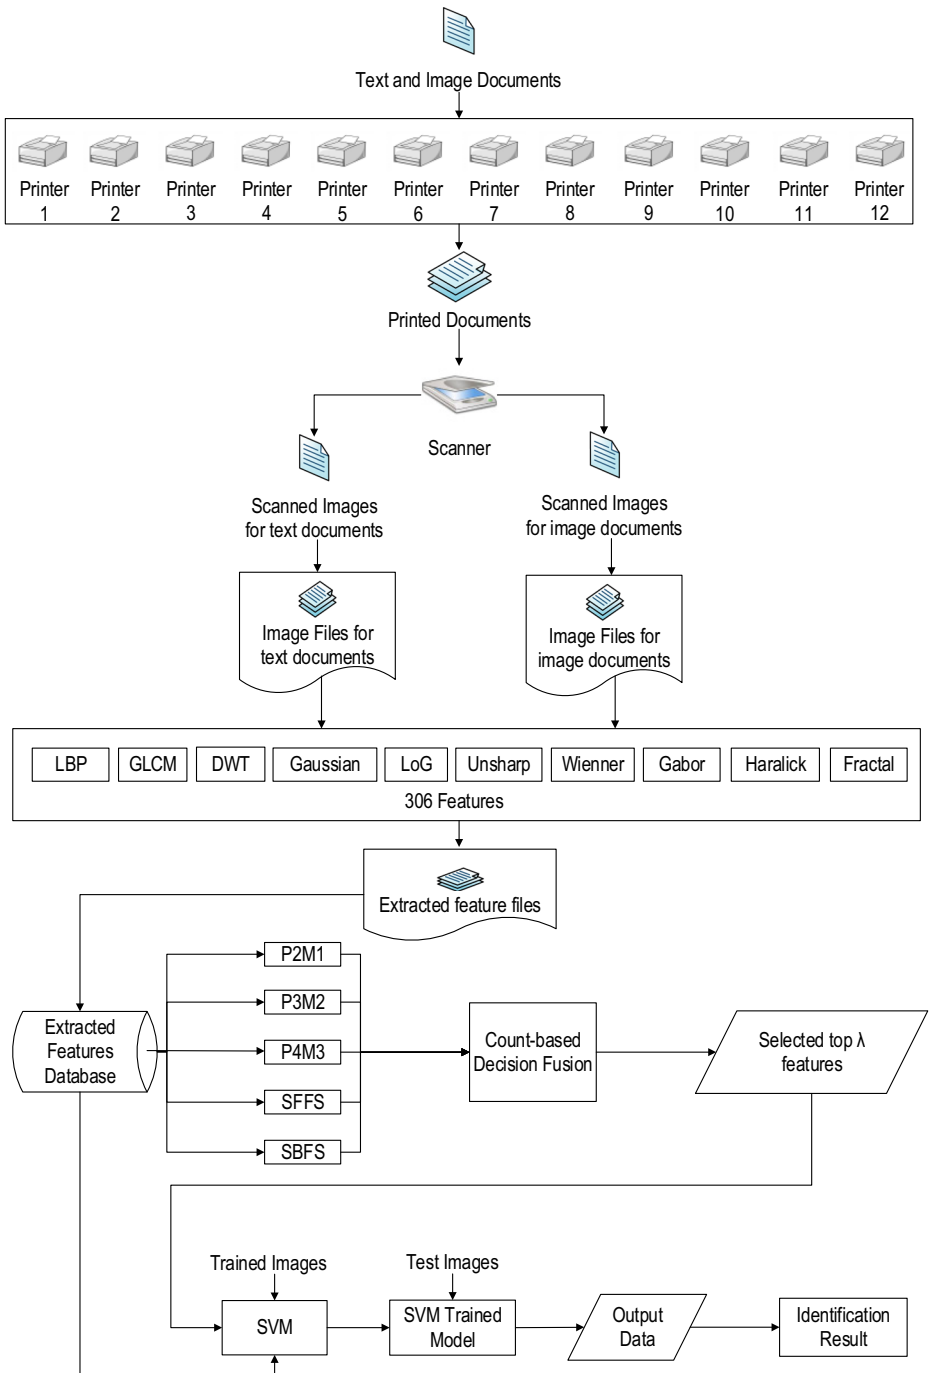 Text and Image Documents
Printer 1
Printer 2
Printer 3
Printer 4
Printer 5
Printer 6
Printer 7
Printer 8
Printer 9
Printer 10
Printer 11
Printer 12
Printed Documents
Scanner
Scanned Images
for text documents
Scanned Images
for image documents
Image Files for
text documents
Image Files for
image documents
LBP
GLCM
DWT
Gaussian
LoG
Unsharp
Wienner
Gabor
Haralick
Fractal
306 Features
Extracted feature files
Extracted
Features
Database
P2M1
P3M2
P4M3
SFFS
SBFS
Count-based
Decision Fusion
Selected top λ
features
Trained Images
Test Images
SVM
SVM Trained
Model
Output
Data
Identification
Result